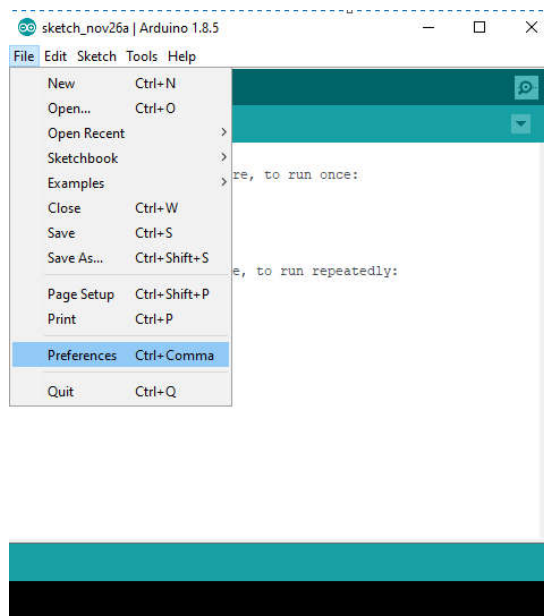 sketch_nov26a | Arduino 1.8.5
File Edit Sketch Tools Help
New Ctrl+N
Open... Ctrl+O
Open Recent
Sketchbook
Examples
Close Ctrl+W
Save Ctrl+S
Save As... Ctrl+Shift+S
Page Setup Ctrl+Shift+P
Print Ctrl+P
Preferences Ctrl+Comma
Quit Ctrl+Q
re, to run once:
e, to run repeatedly: